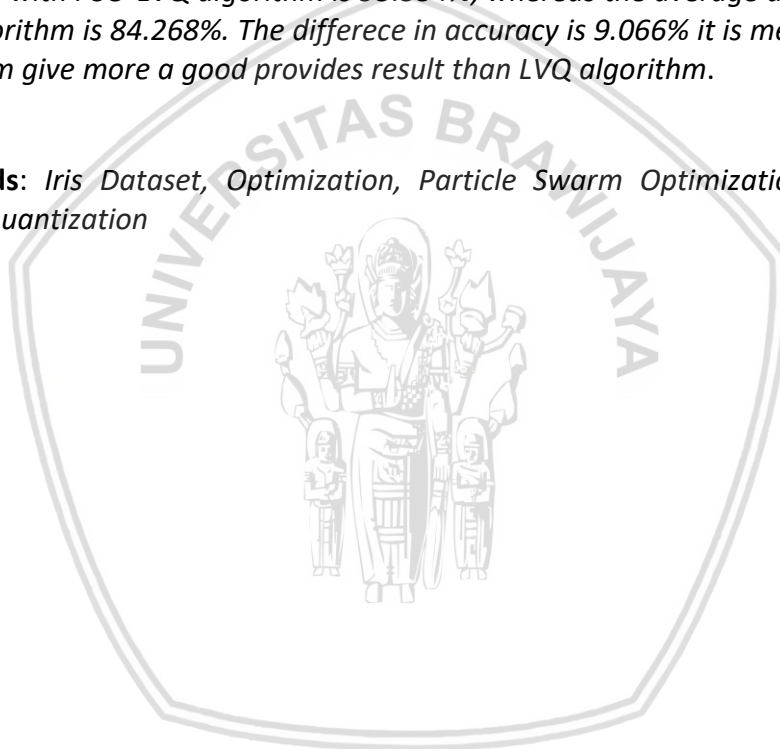 orithm is 84.268%. The differece in accuracy is 9.066% it is me
m give more a good provides result than LVQ algorithm.
UNIVERSITAS BRAWIJAYA
ds: Iris Dataset, Optimization, Particle Swarm Optimizatio
uantization